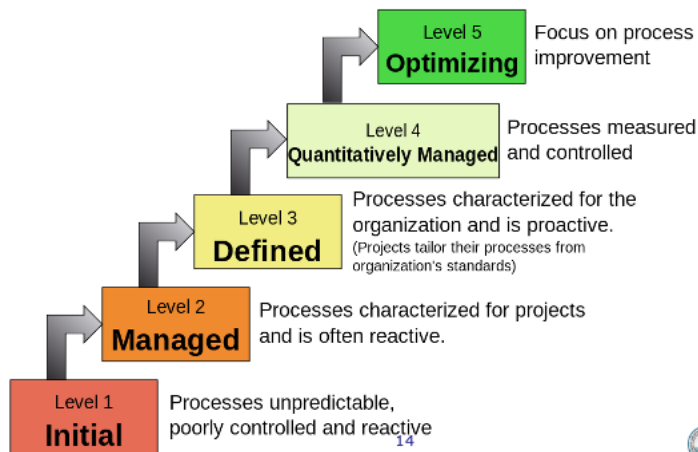 Level 5
Optimizing
Focus on process
improvement
Level 4
Quantitatively Managed
Processes measured
and controlled
Level 3
Defined
Processes characterized for the
organization and is proactive.
(Projects tailor their processes from
organization's standards)
Level 2
Managed
Processes characterized for projects
and is often reactive.
Level 1
Initial
Processes unpredictable,
poorly controlled and reactive
14